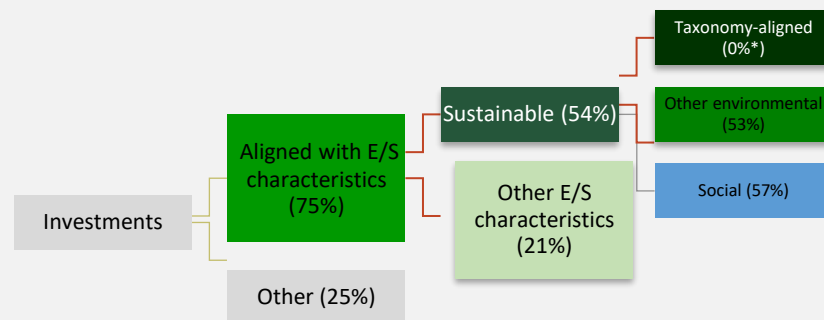 Taxonomy-aligned
(0%*)
Sustainable (54%)
Other environmental
(53%)
Aligned with E/S
characteristics
(75%)
Other E/S
characteristics
(21%)
Social (57%)
Investments
Other (25%)